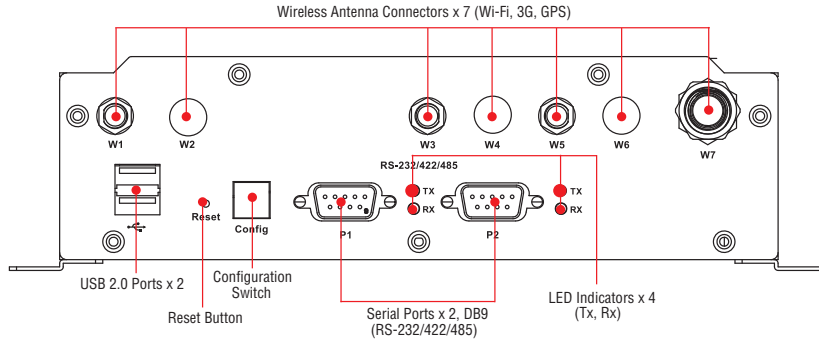 Wireless Antenna Connectors x 7 (Wi-Fi, 3G, GPS)
W1
W2
W3
W4
W5
W6
W7
RS-232/422/485
TX
RX
TX
RX
Reset
Config
P1
P2
USB 2.0 Ports x 2
Configuration
Switch
Reset Button
Serial Ports x 2, DB9
(RS-232/422/485)
LED Indicators x 4
(Tx, Rx)